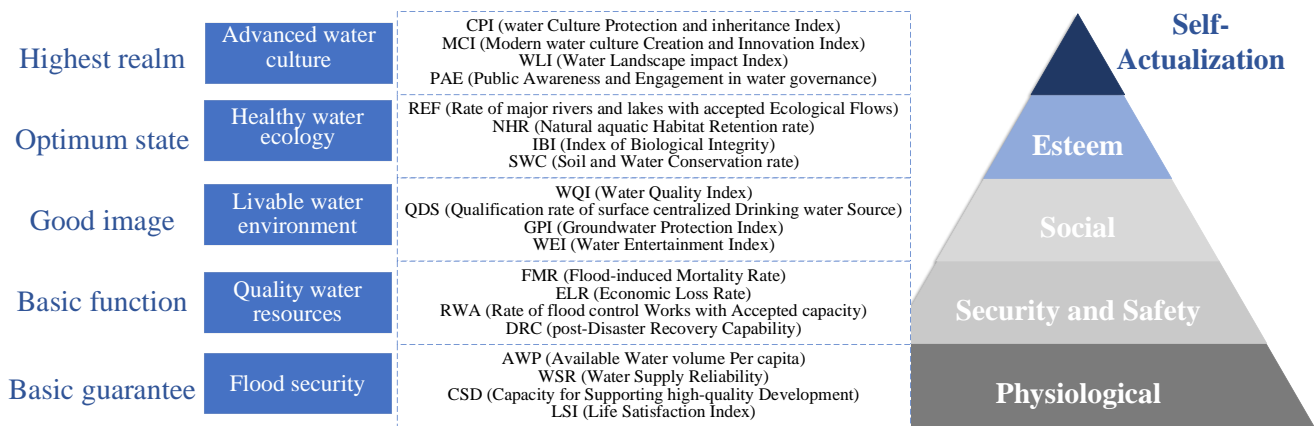 Highest realm
Advanced water
culture
CPI (water Culture Protection and inheritance Index)
MCI (Modern water culture Creation and Innovation Index)
WLI (Water Landscape impact Index)
PAE (Public Awareness and Engagement in water governance)
Self-
Actualization
Optimum state
Healthy water
ecology
REF (Rate of major rivers and lakes with accepted Ecological Flows)
NHR (Natural aquatic Habitat Retention rate)
IBI (Index of Biological Integrity)
SWC (Soil and Water Conservation rate)
Esteem
Good image
Livable water
environment
WQI (Water Quality Index)
QDS (Qualification rate of surface centralized Drinking water Source)
GPI (Groundwater Protection Index)
WEI (Water Entertainment Index)
Social
Basic function
Quality water
resources
FMR (Flood-induced Mortality Rate)
ELR (Economic Loss Rate)
RWA (Rate of flood control Works with Accepted capacity)
DRC (post-Disaster Recovery Capability)
Security and Safety
Basic guarantee
Flood security
AWP (Available Water volume Per capita)
WSR (Water Supply Reliability)
CSD (Capacity for Supporting high-quality Development)
LSI (Life Satisfaction Index)
Physiological